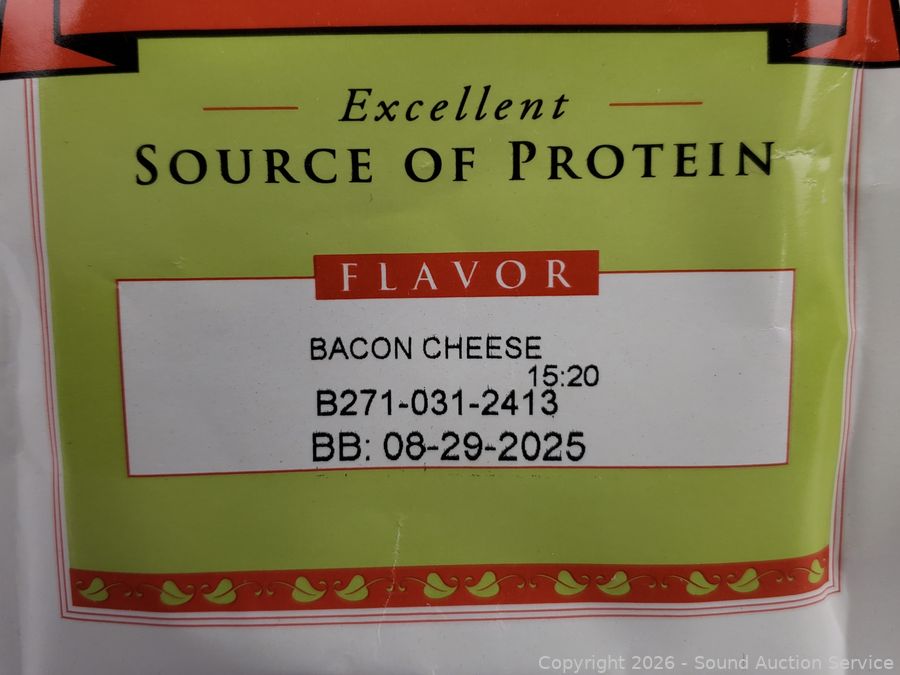 Excellent
SOURCE OF PROTEIN
FLAVOR
BACON CHEESE
15:20
B271-031-2413
BB: 08-29-2025
Copyright 2026 - Sound Auction Service